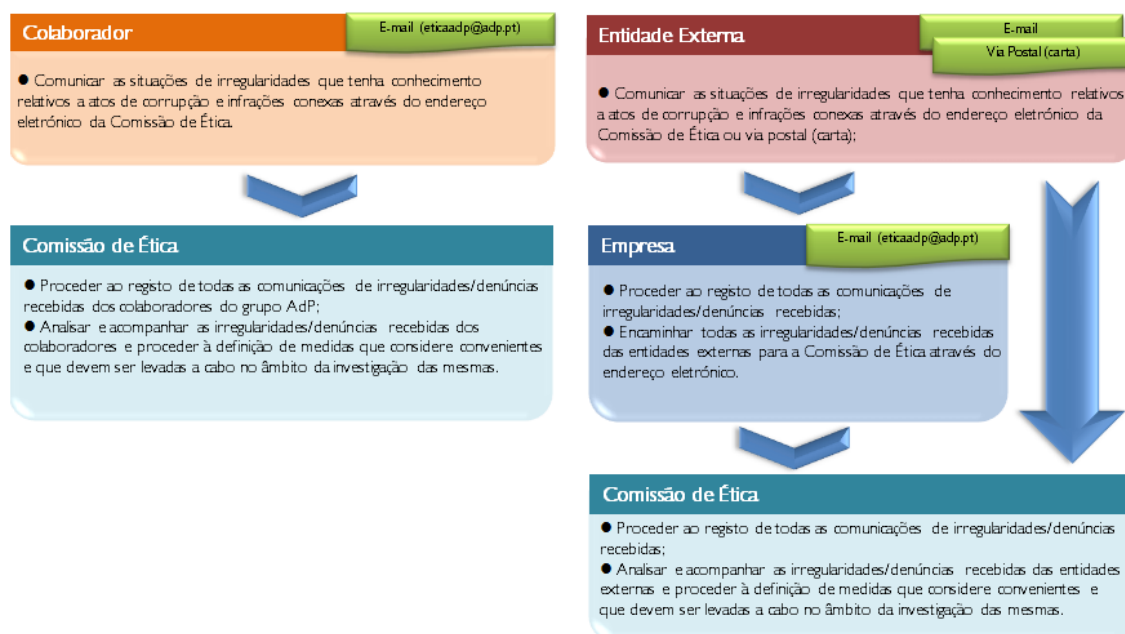 Colaborador
E-mail (eticaadp@adp.pt)
● Comunicar as situações de irregularidades que tenha conhecimento
relativos a atos de corrupção e infrações conexas através do endereço
eletrónico da Comissão de Ética.
Comissão de Ética
● Proceder ao registo de todas as comunicações de irregularidades/denúncias
recebidas dos colaboradores do grupo AdP;
● Analisar e acompanhar as irregularidades/denúncias recebidas dos
colaboradores e proceder à definição de medidas que considere convenientes
e que devem ser levadas a cabo no âmbito da investigação das mesmas.
Entidade Externa
E-mail
Via Postal (carta)
● Comunicar as situações de irregularidades que tenha conhecimento relativos
a atos de corrupção e infrações conexas através do endereço eletrónico da
Comissão de Ética ou via postal (carta);
Empresa
E-mail (eticaadp@adp.pt)
● Proceder ao registo de todas as comunicações de
irregularidades/denúncias recebidas;
● Encaminhar todas as irregularidades/denúncias recebidas
das entidades externas para a Comissão de Ética através do
endereço eletrónico.
Comissão de Ética
● Proceder ao registo de todas as comunicações de irregularidades/denúncias
recebidas;
● Analisar e acompanhar as irregularidades/denúncias recebidas das entidades
externas e proceder à definição de medidas que considere convenientes e
que devem ser levadas a cabo no âmbito da investigação das mesmas.